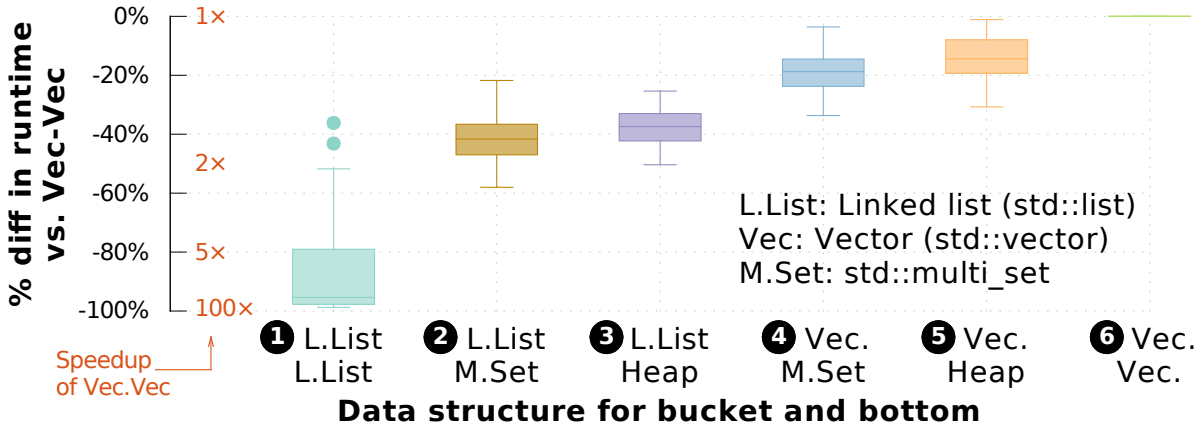 % diff in runtime
vs. Vec-Vec
0%
-20%
-40%
-60%
-80%
-100%
1×
2×
5×
100×
Speedup
of Vec.Vec
L.List: Linked list (std::list)
Vec: Vector (std::vector)
M.Set: std::multi_set
1 L.List
L.List
2 L.List
M.Set
3 L.List
Heap
4 Vec.
M.Set
5 Vec.
Heap
6 Vec.
Vec.
Data structure for bucket and bottom